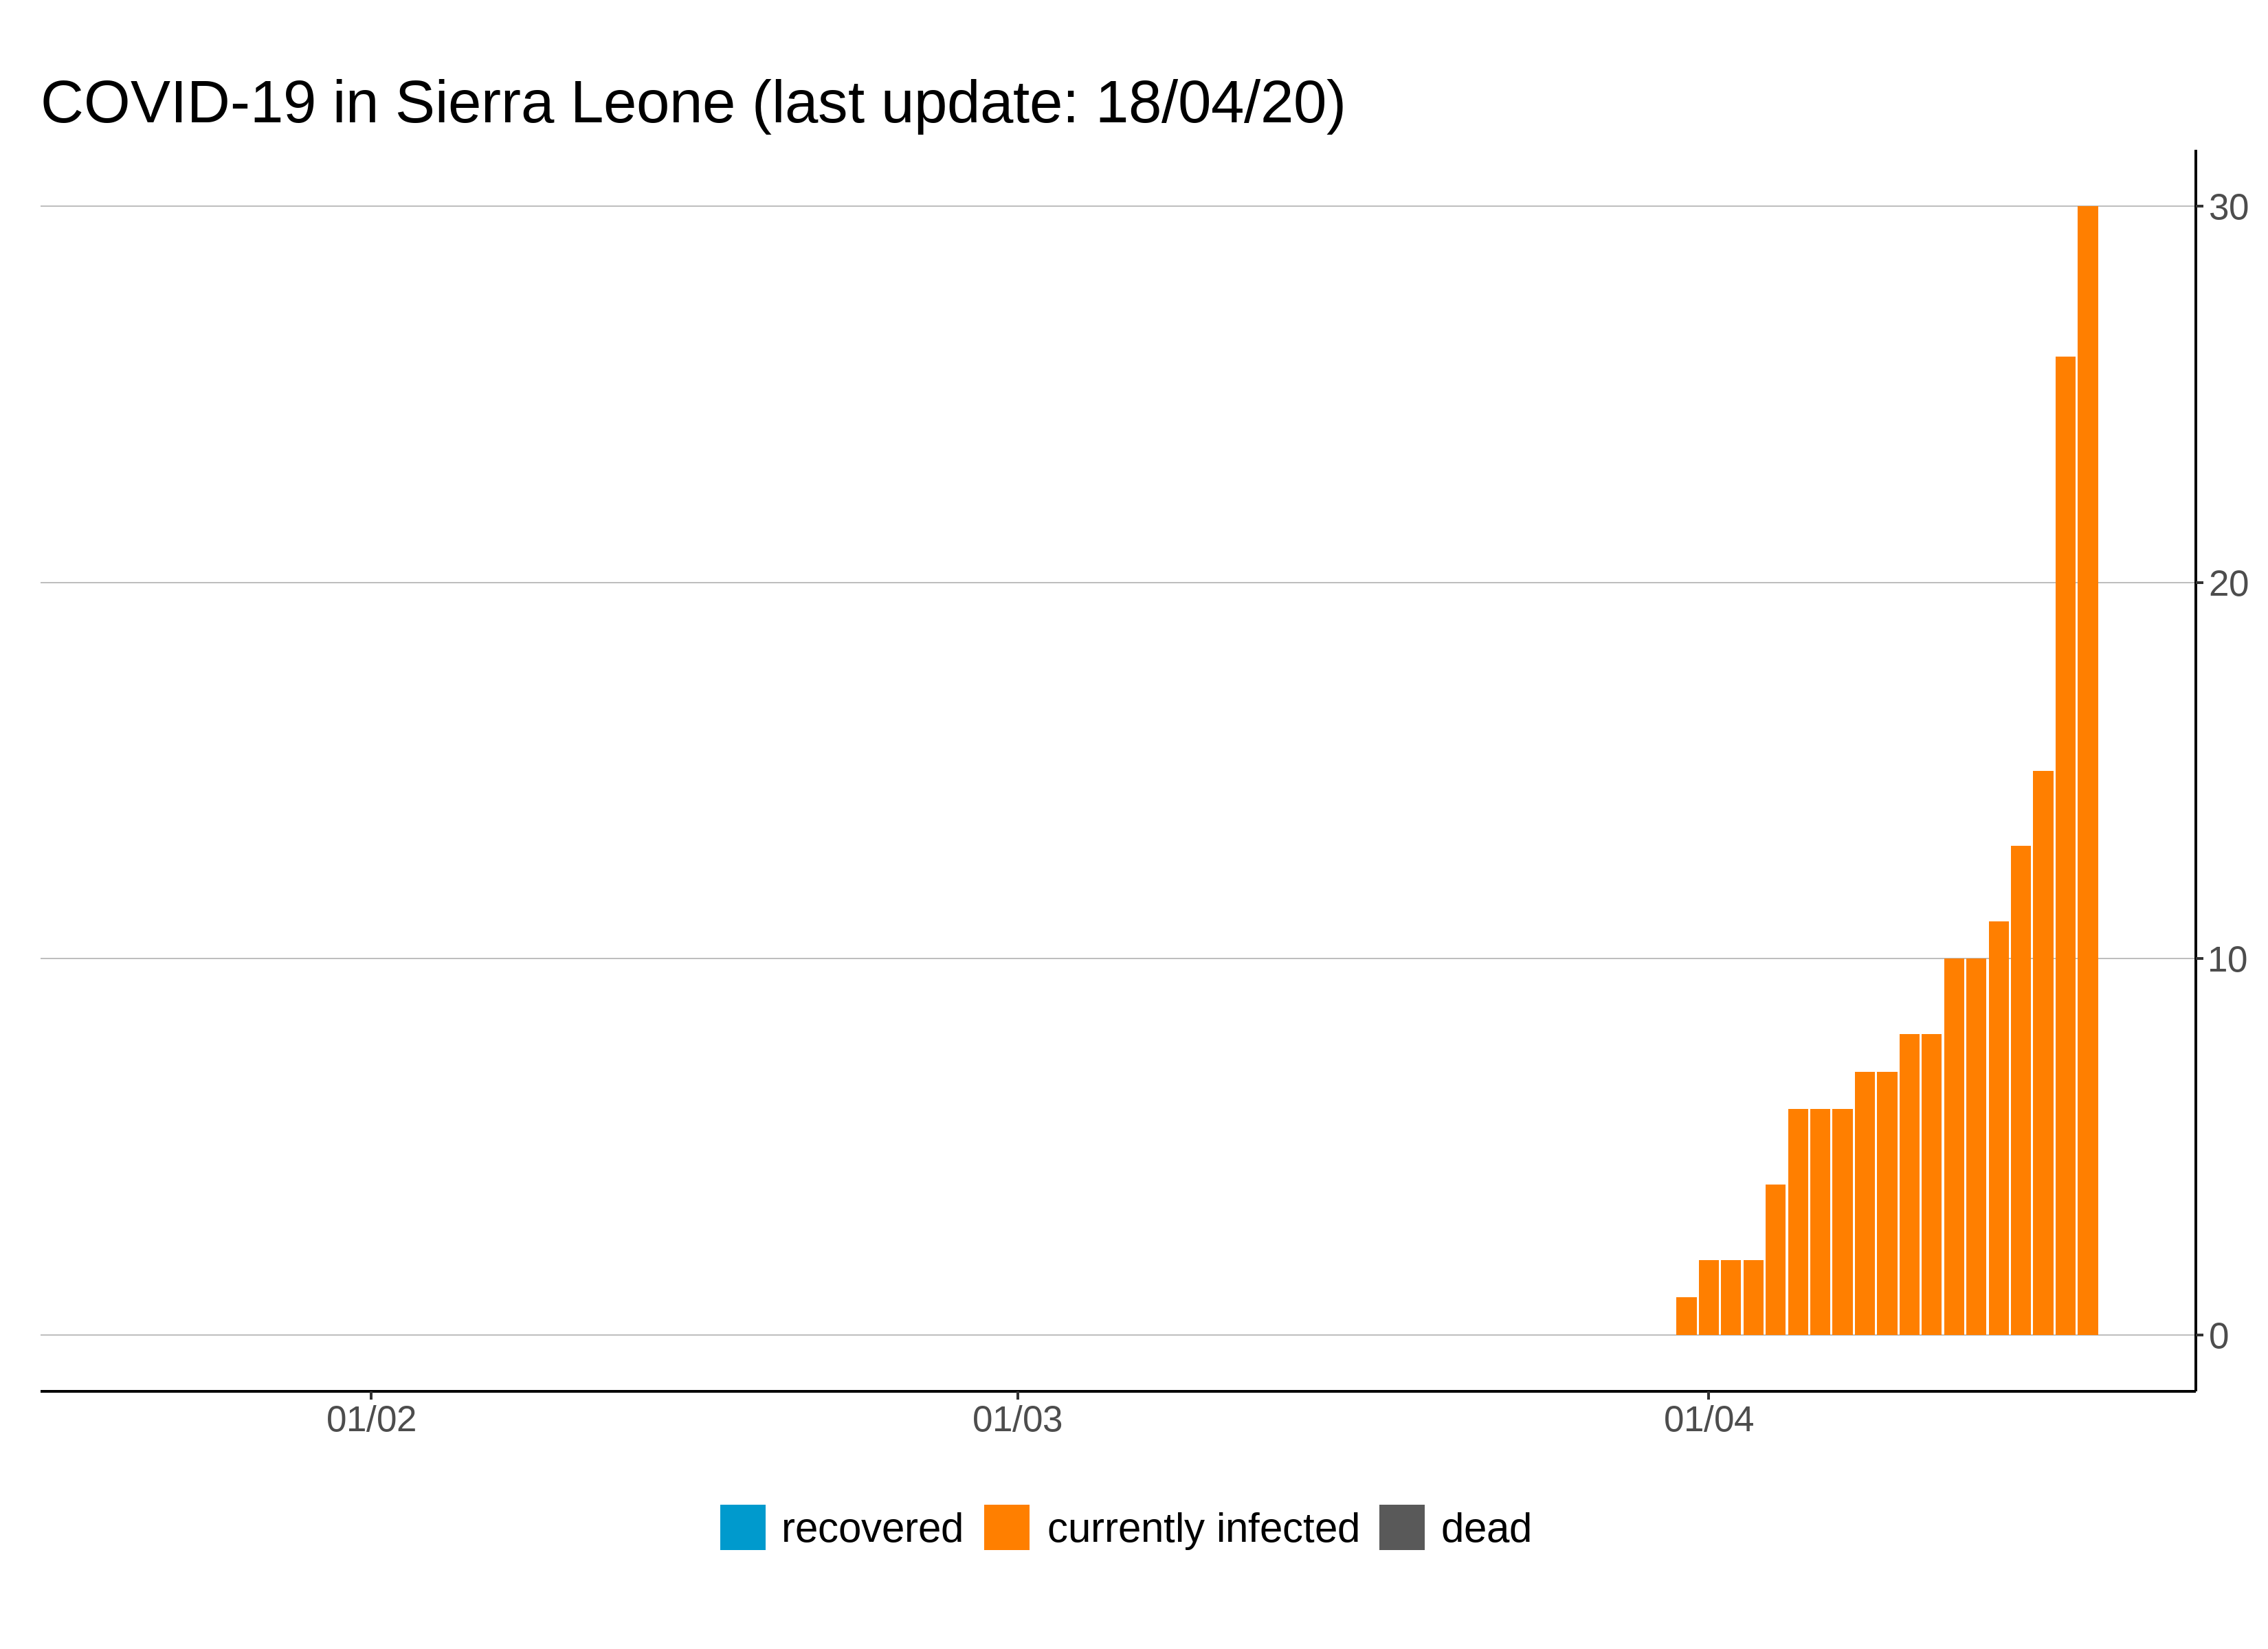 COVID-19 in Sierra Leone (last update: 18/04/20)
30
20
10
0
01/02 01/03 01/04
recovered currently infected dead